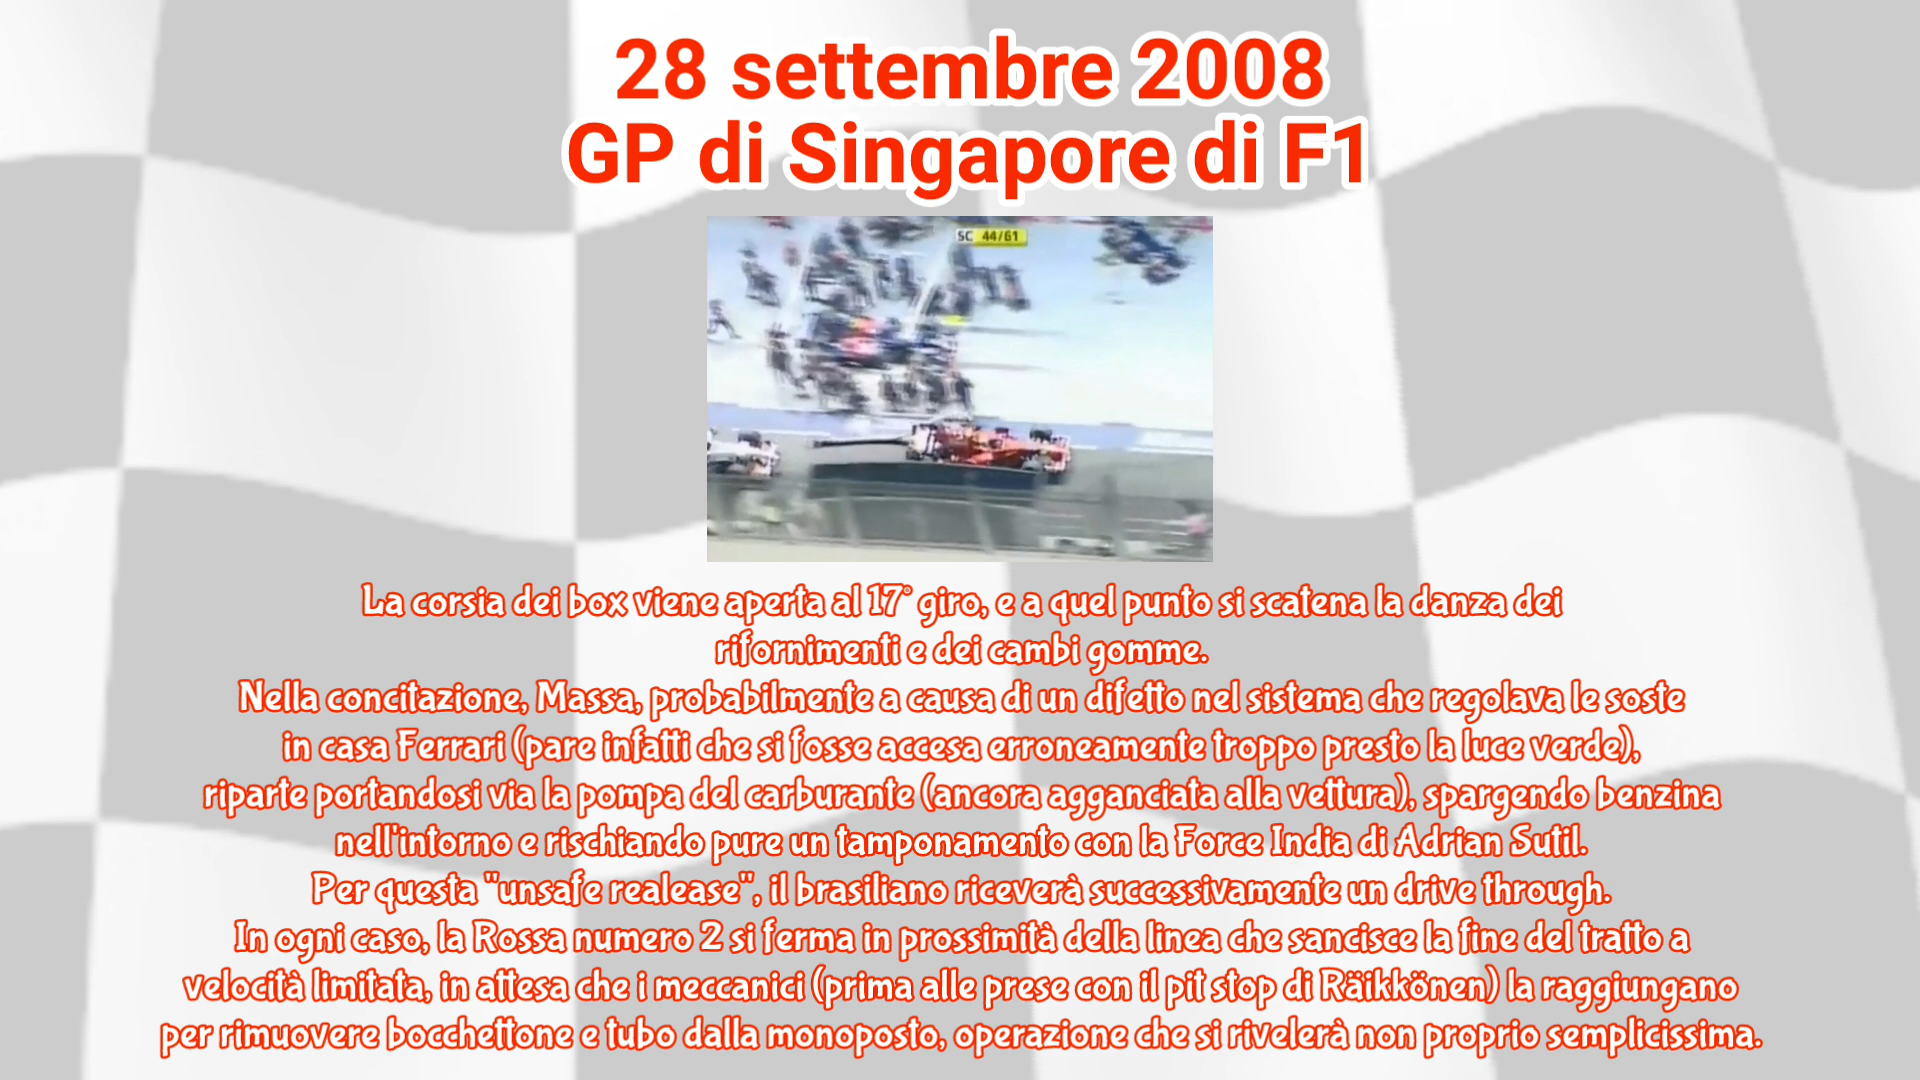 28 settembre 2008
GP di Singapore di F1
SC 44/61
La corsia dei box viene aperta al 17° giro, e a quel punto si scatena la danza dei
rifornimenti e dei cambi gomme.
Nella concitazione, Massa, probabilmente a causa di un difetto nel sistema che regolava le soste
in casa Ferrari (pare infatti che si fosse accesa erroneamente troppo presto la luce verde),
riparte portandosi via la pompa del carburante (ancora agganciata alla vettura), spargendo benzina
nell'intorno e rischiando pure un tamponamento con la Force India di Adrian Sutil.
Per questa "unsafe realease", il brasiliano riceverà successivamente un drive through.
In ogni caso, la Rossa numero 2 si ferma in prossimità della linea che sancisce la fine del tratto a
velocità limitata, in attesa che i meccanici (prima alle prese con il pit stop di Räikkönen) la raggiungano
per rimuovere bocchettone e tubo dalla monoposto, operazione che si rivelerà non proprio semplicissima.